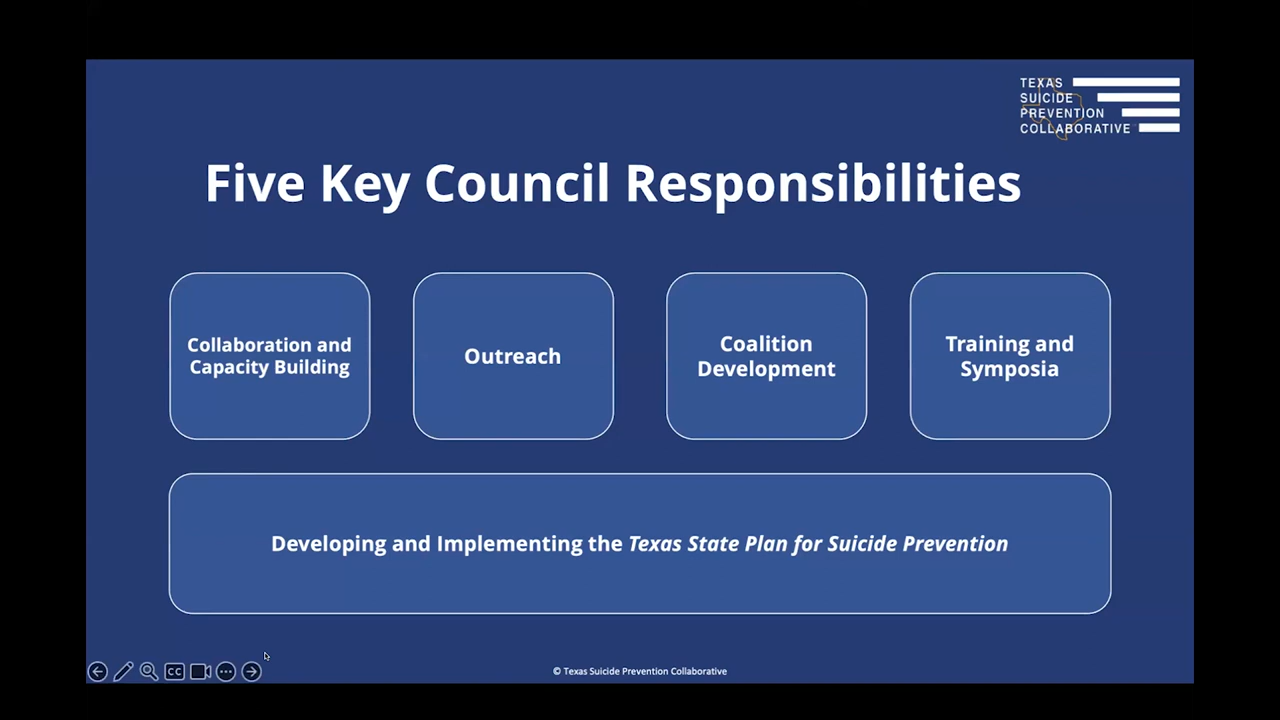 TEXAS
SUICIDE
PREVENTION
COLLABORATIVE
Five Key Council Responsibilities
Collaboration and
Capacity Building
Outreach
Coalition
Development
Training and
Symposia
Developing and Implementing the Texas State Plan for Suicide Prevention
CC
© Texas Suicide Prevention Collaborative